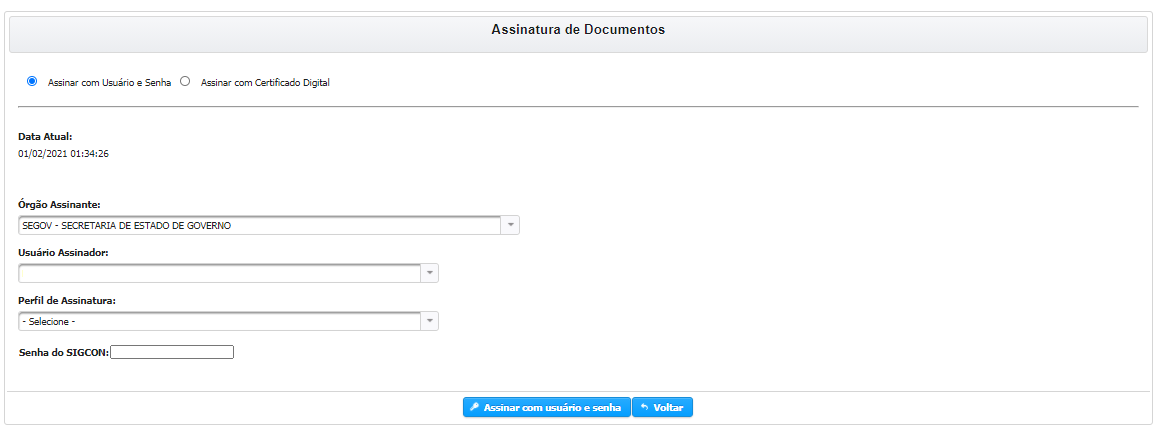 Assinatura de Documentos
Assinar com Usuário e Senha Assinar com Certificado Digital
Data Atual:
01/02/2021 01:34:26
Órgão Assinante:
SEGOV - SECRETARIA DE ESTADO DE GOVERNO
Usuário Assinador:
Perfil de Assinatura:
- Selecione -
Senha do SIGCON:
Assinar com usuário e senha Voltar